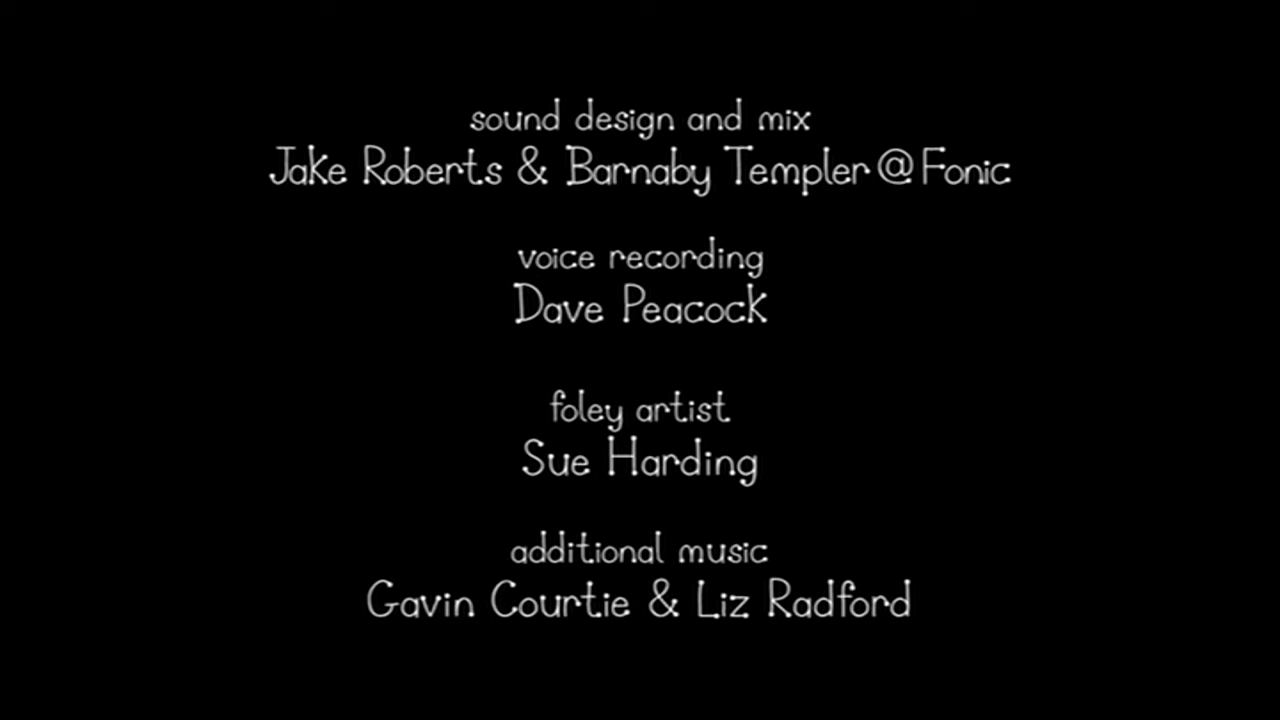 sound design and mix
Jake Roberts & Barnaby Templer @ Fonic
voice recording
Dave Peacock
foley artist
Sue Harding
additional music
Gavin Courtie & Liz Radford